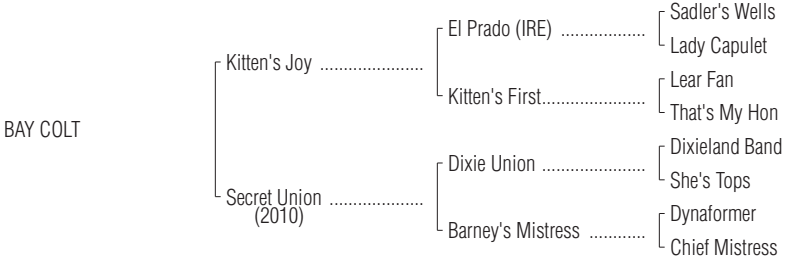 Sadler's Wells
El Prado (IRE) ..................
Lady Capulet
Kitten's Joy ......................
Lear Fan
Kitten's First......................
That's My Hon
BAY COLT
Dixieland Band
Dixie Union ......................
She's Tops
Secret Union ....................
(2010)
Dynaformer
Barney's Mistress ............
Chief Mistress